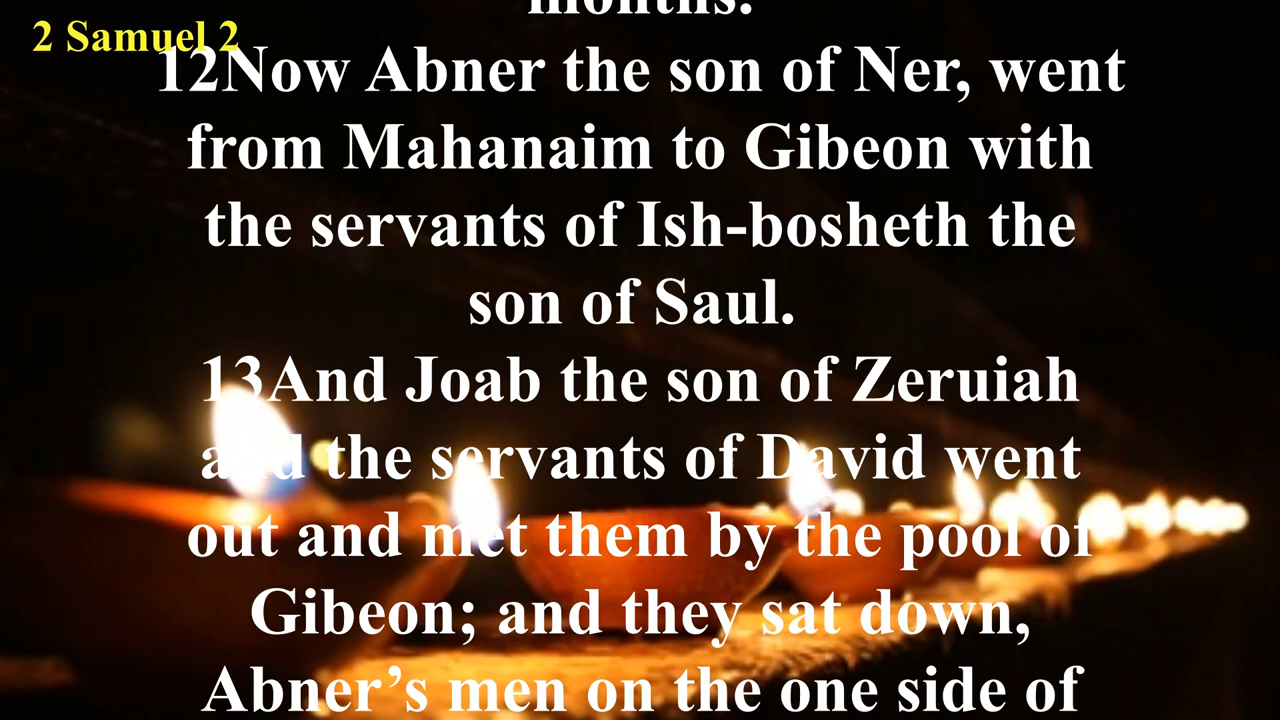 months.
2 Samuel 2
12Now Abner the son of Ner, went
from Mahanaim to Gibeon with
the servants of Ish-bosheth the
son of Saul.
13And Joab the son of Zeruiah
and the servants of David went
out and met them by the pool of
Gibeon; and they sat down,
Abner’s men on the one side of